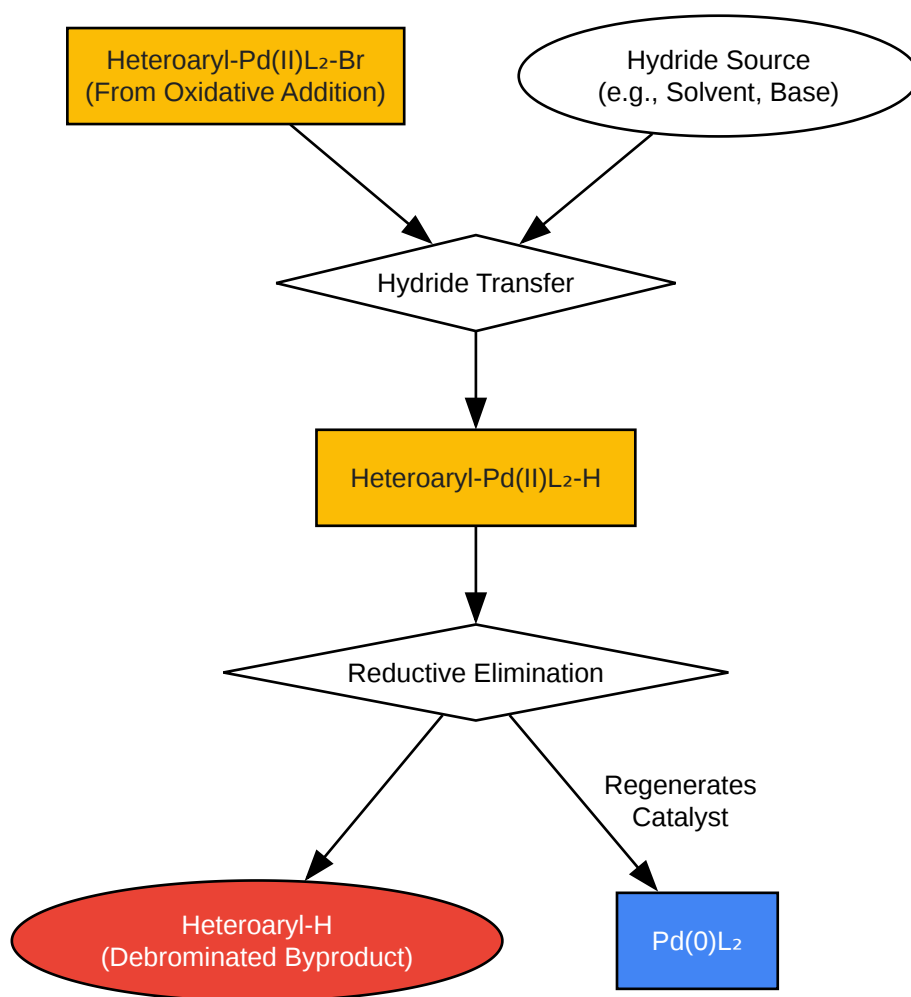 Heteroaryl-Pd(II)L₂-Br
(From Oxidative Addition)
Hydride Source
(e.g., Solvent, Base)
Hydride Transfer
Heteroaryl-Pd(II)L₂-H
Reductive Elimination
Regenerates
Catalyst
Heteroaryl-H
(Debrominated Byproduct)
Pd(0)L₂